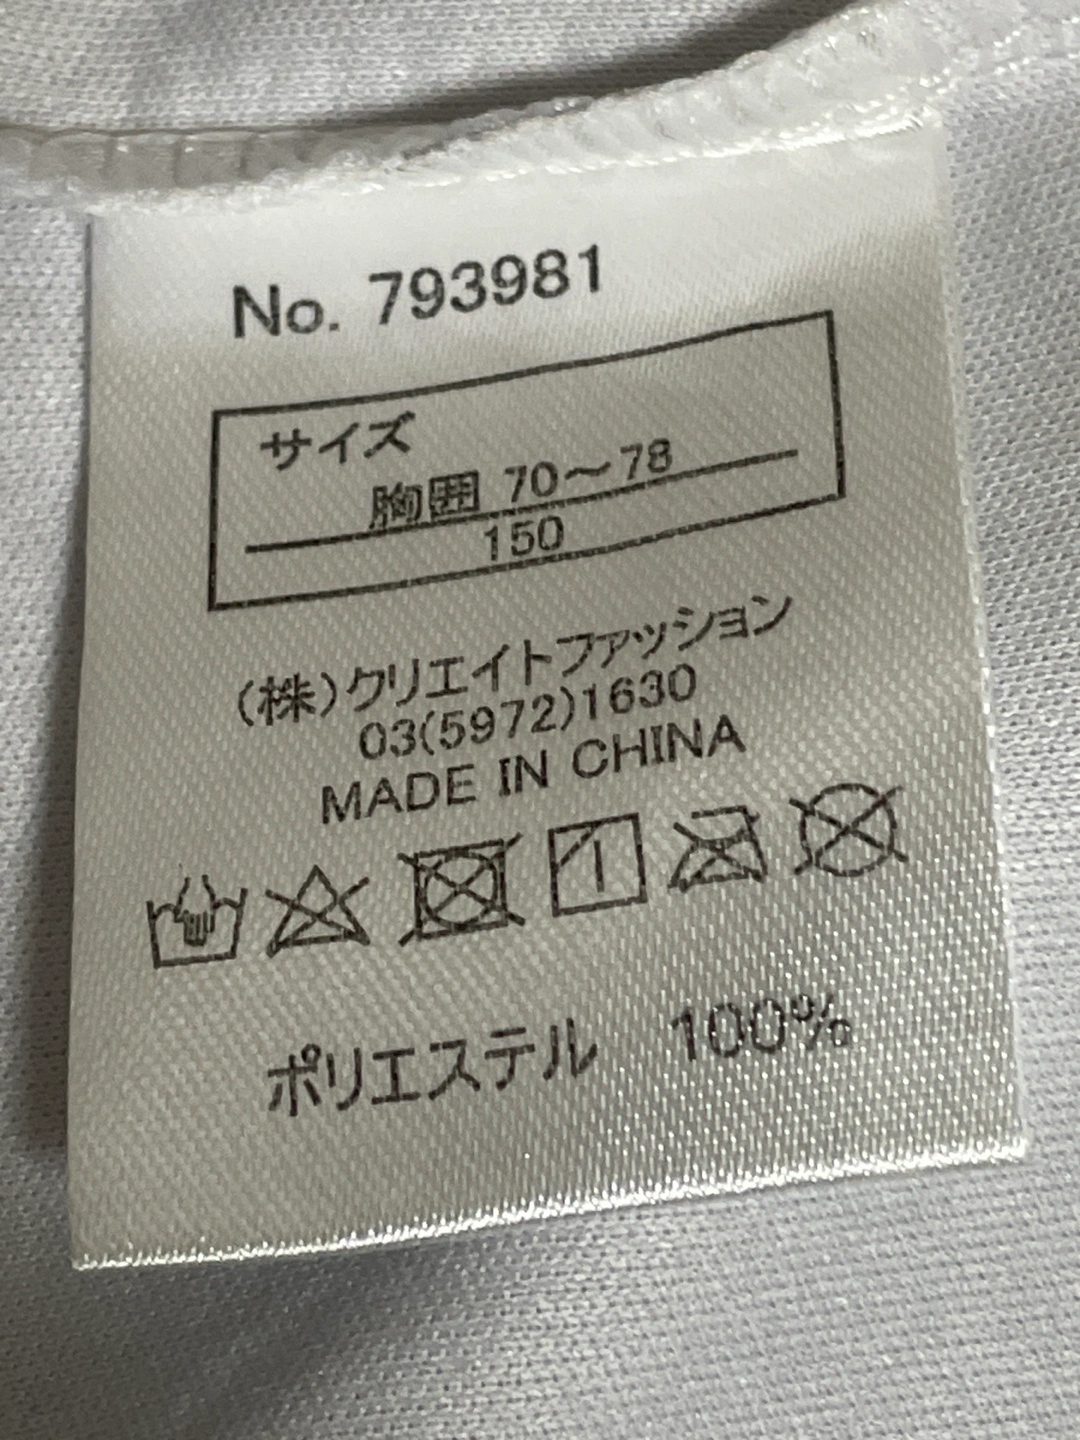 No. 793981
サイズ
胸囲 70～78
150
(株)クリエイトファッション
03(5972)1630
MADE IN CHINA
ポリエステル 100%